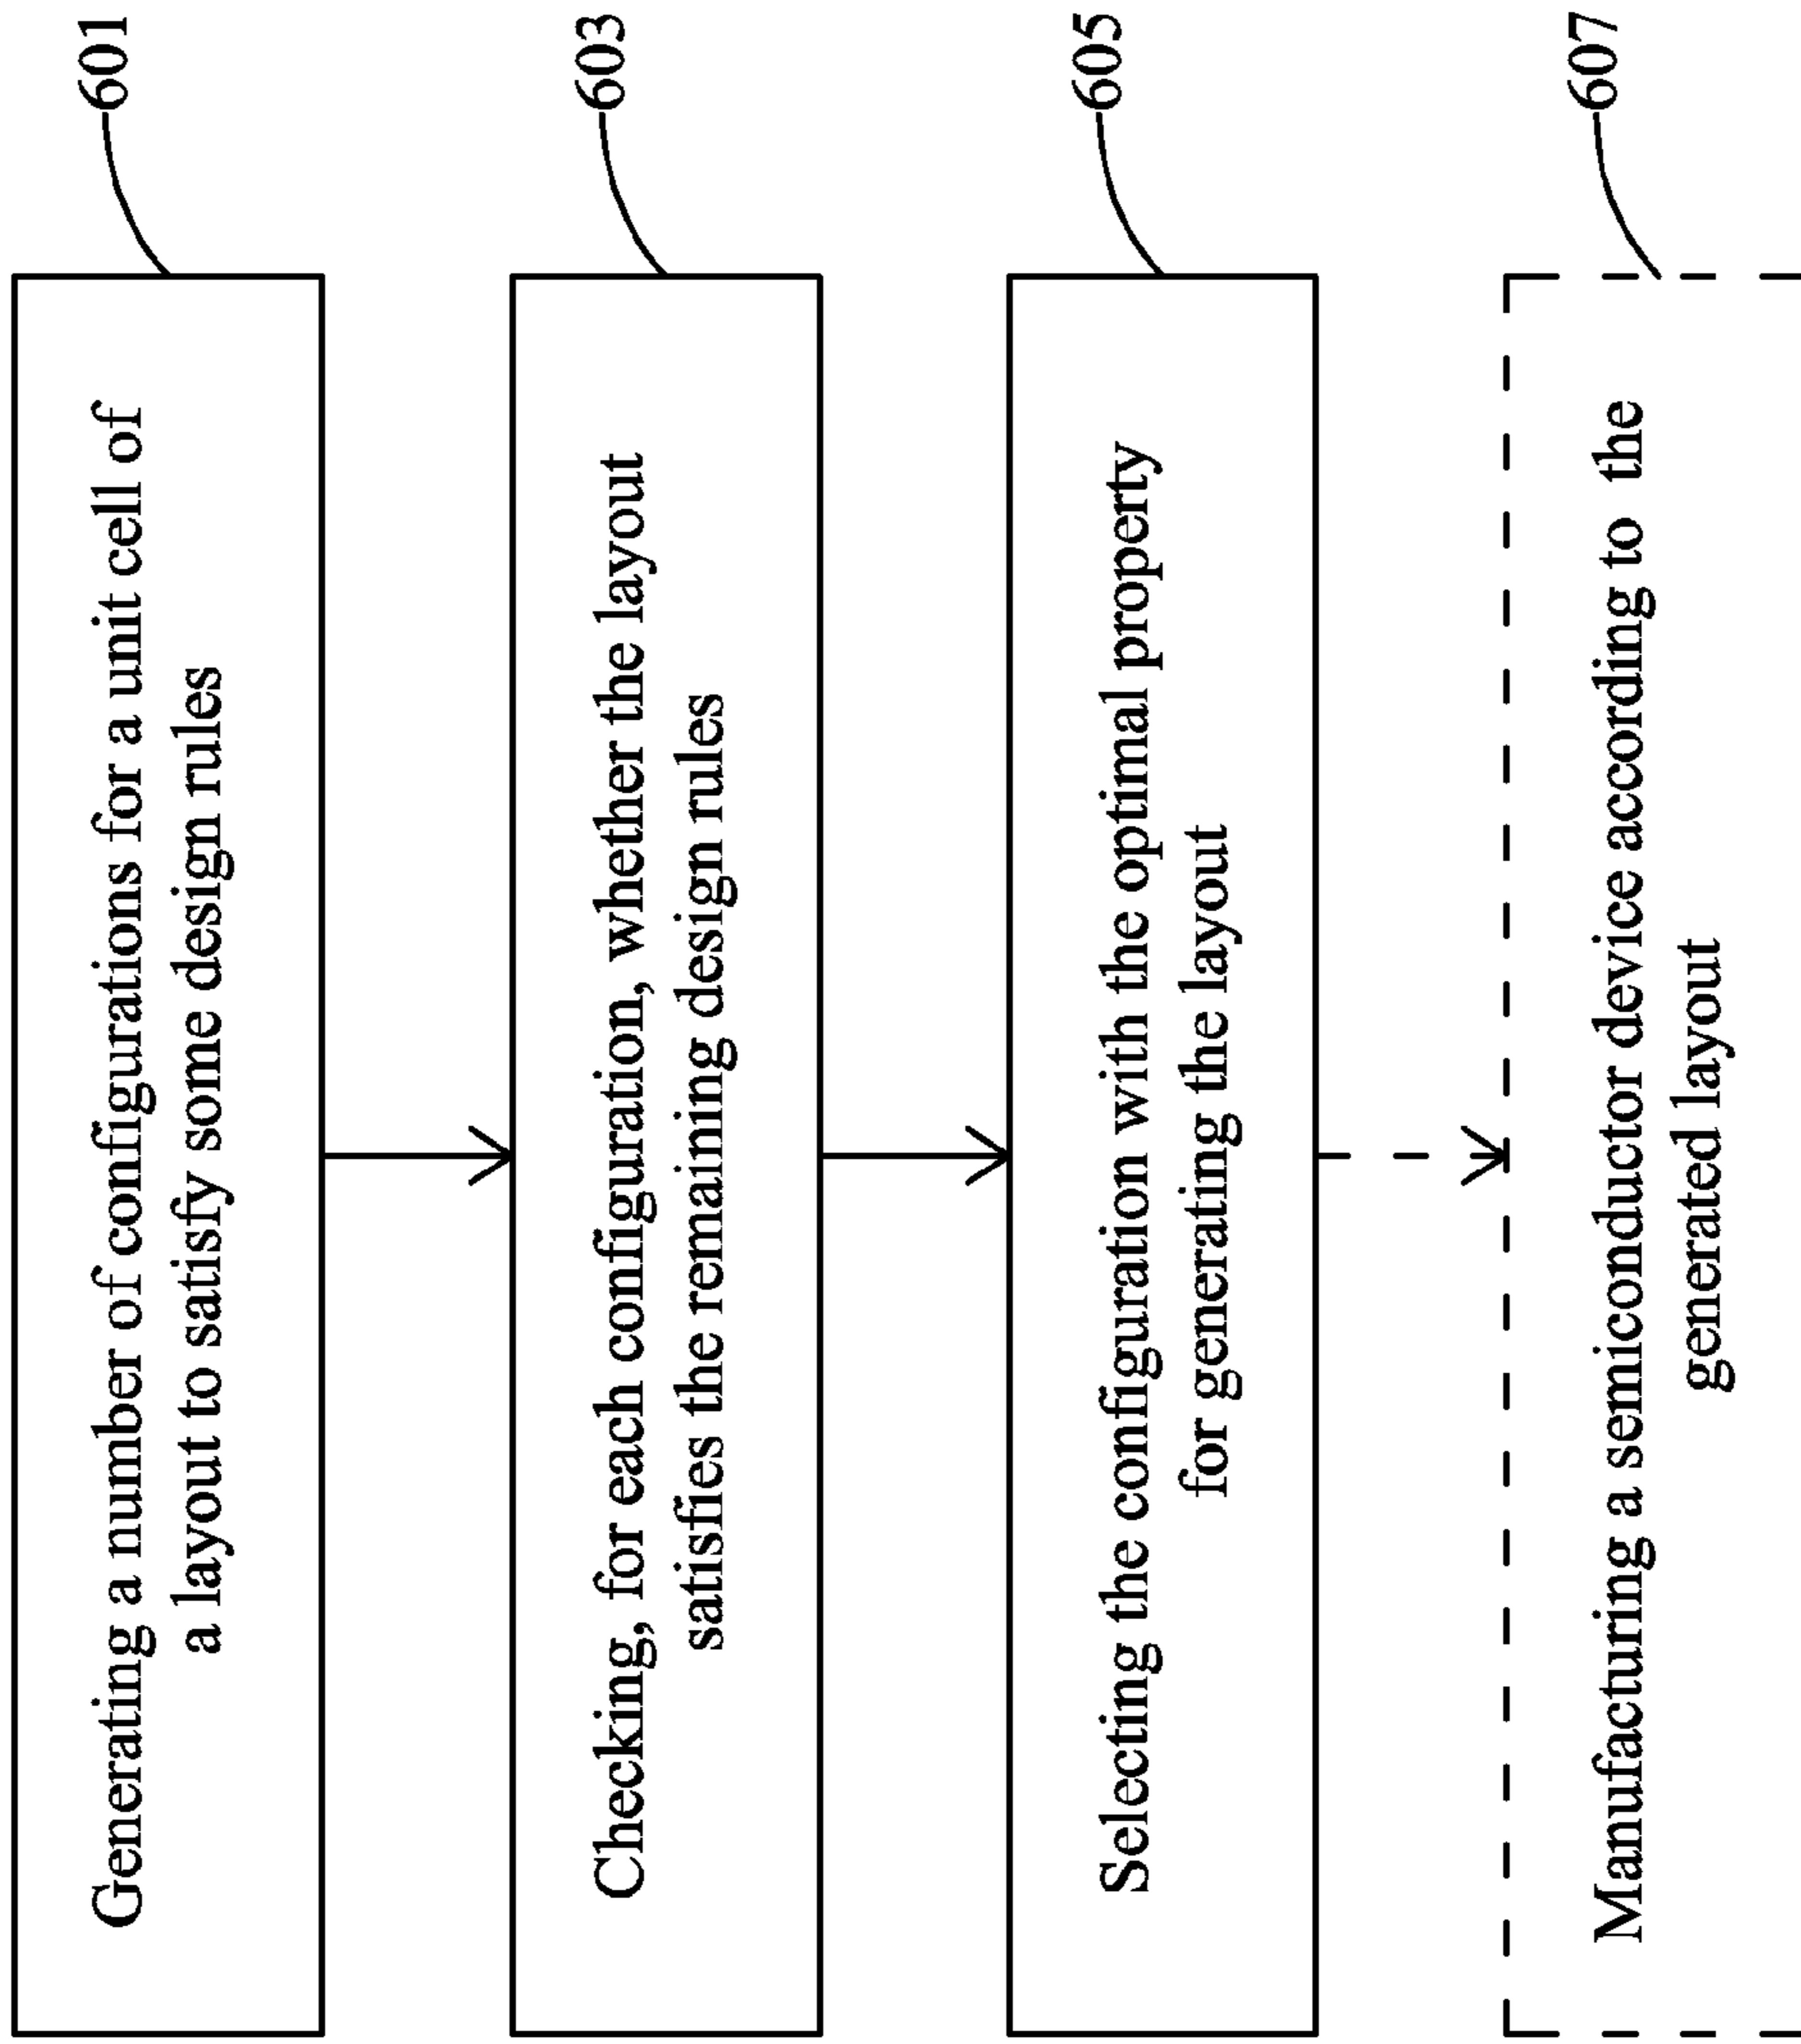 Generating a number of configurations for a unit cell of
a layout to satisfy some design rules
601
Checking, for each configuration, whether the layout
satisfies the remaining design rules
603
Selecting the configuration with the optimal property
for generating the layout
605
Manufacturing a semiconductor device according to the
generated layout
607